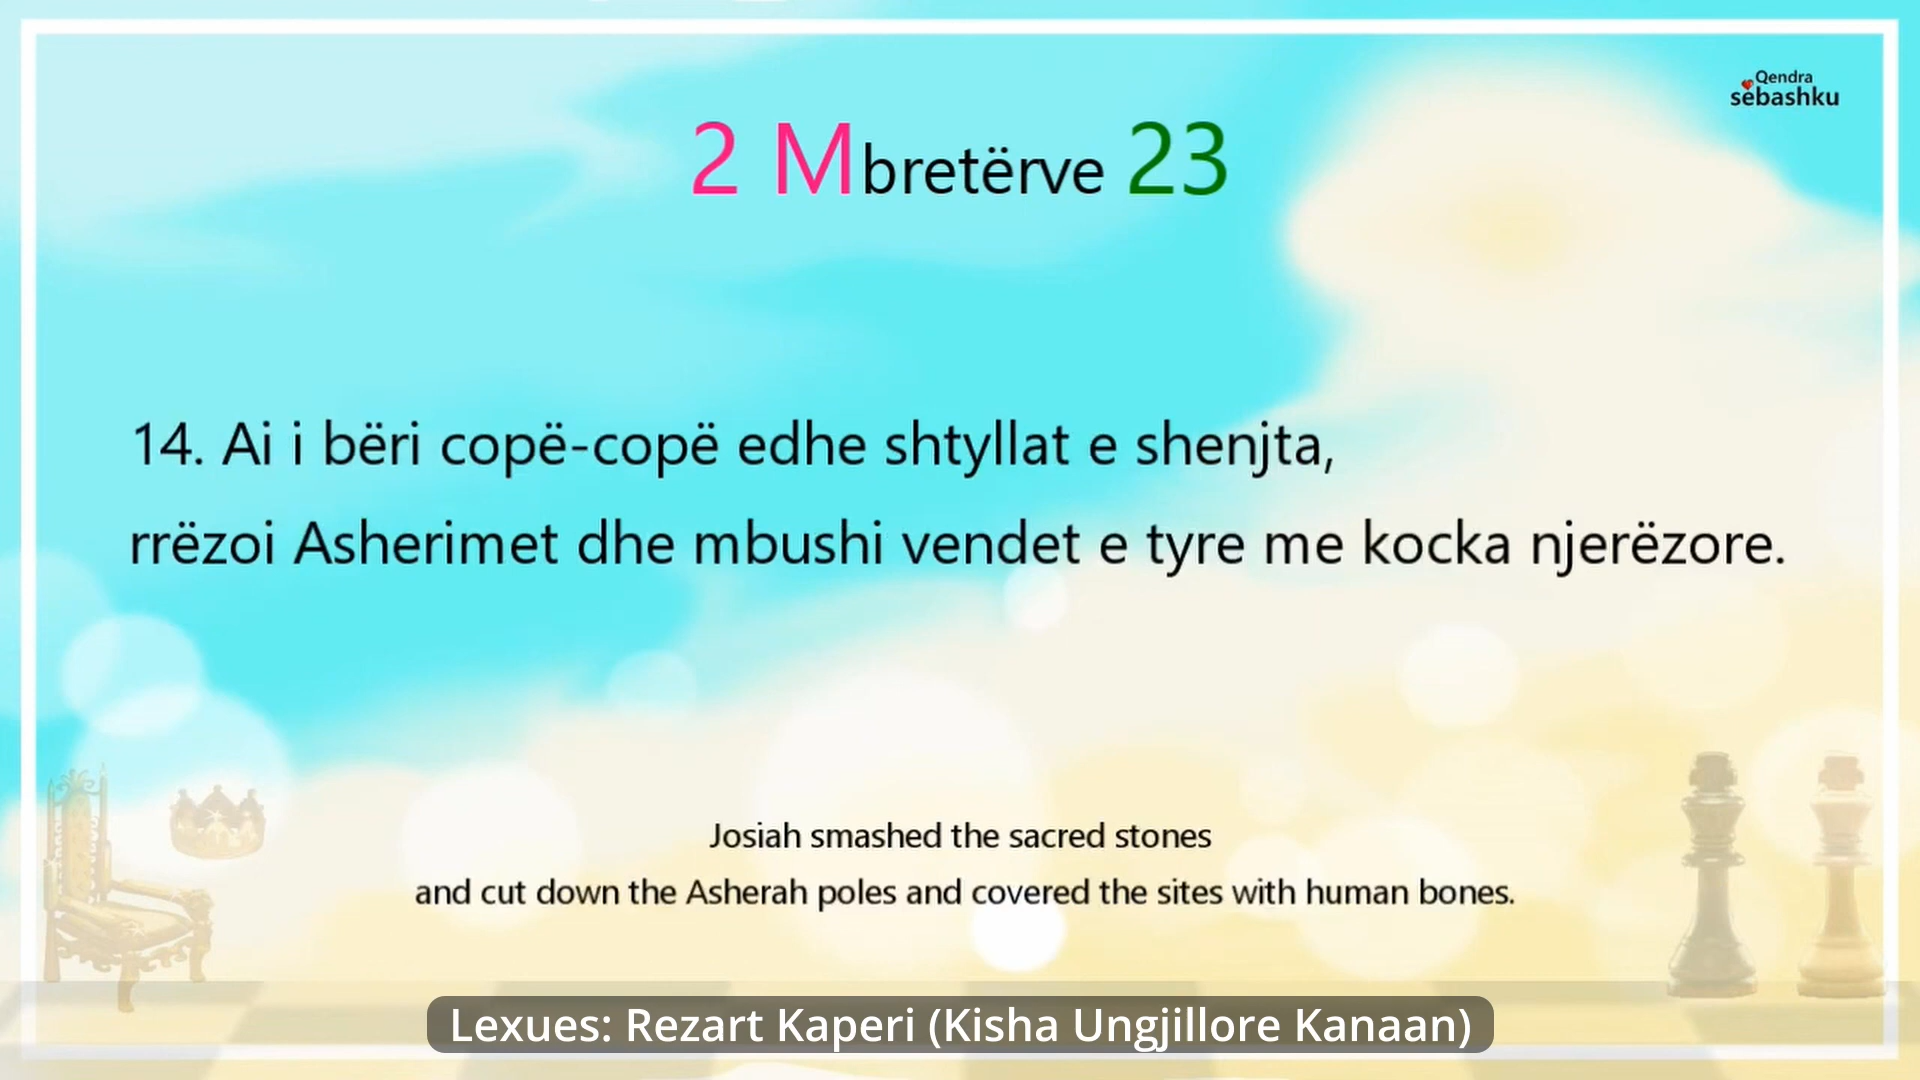 Qendra
sëbashku
2 Mbretërve 23
14. Ai i bëri copë-copë edhe shtyllat e shenjta,
rrëzoi Asherimet dhe mbushi vendet e tyre me kocka njerëzore.
Josiah smashed the sacred stones
and cut down the Asherah poles and covered the sites with human bones.
Lexues: Rezart Kaperi (Kisha Ungjillore Kanaan)